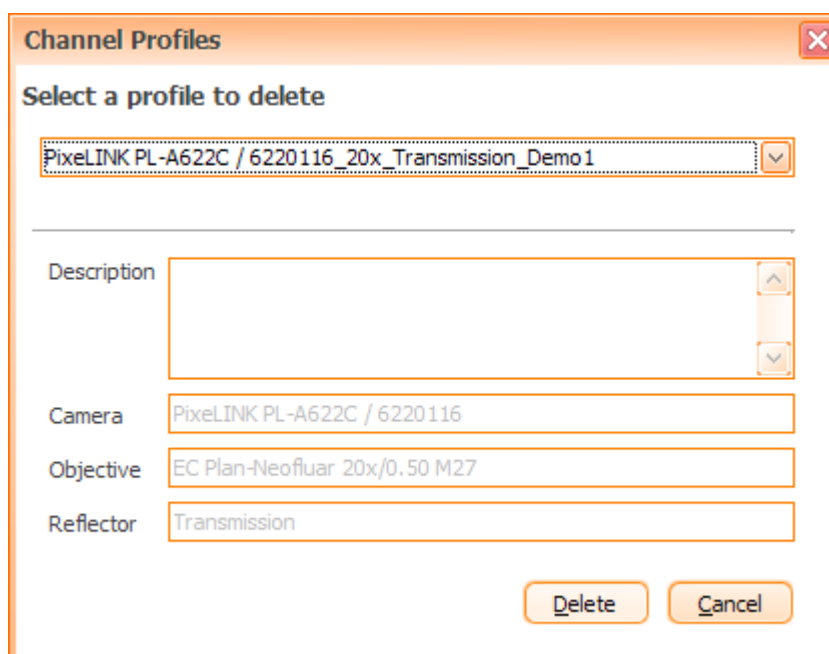 Channel Profiles
Select a profile to delete
PixeLINK PL-A622C / 6220116_20x_Transmission_Demo1
Description
Camera PixeLINK PL-A622C / 6220116
Objective EC Plan-Neofluar 20x/0.50 M27
Reflector Transmission
Delete Cancel